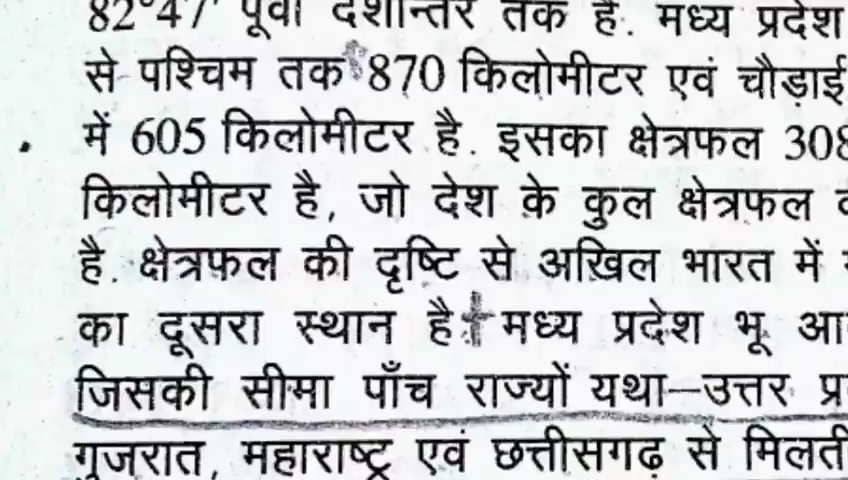 82°47' पूर्वी देशान्तर तक है. मध्य प्रदेश
से पश्चिम तक 870 किलोमीटर एवं चौड़ाई
में 605 किलोमीटर है. इसका क्षेत्रफल 308
किलोमीटर है, जो देश के कुल क्षेत्रफल
है. क्षेत्रफल की दृष्टि से अखिल भारत में
का दूसरा स्थान है. मध्य प्रदेश भू
जिसकी सीमा पाँच राज्यों यथा—उत्तर
गुजरात, महाराष्ट्र एवं छत्तीसगढ़ से मिलती